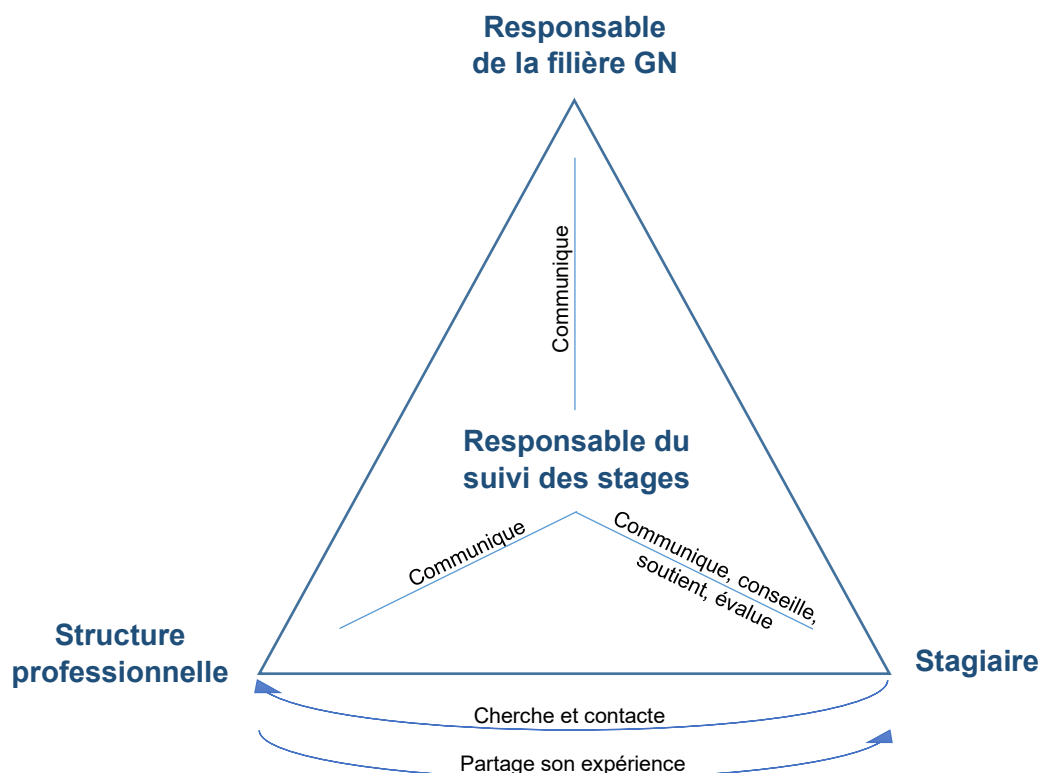 Responsable
de la filière GN
Communique
Responsable du
suivi des stages
Communique
Communique, conseille,
soutient, évalue
Structure
professionnelle
Stagiaire
Cherche et contacte
Partage son expérience